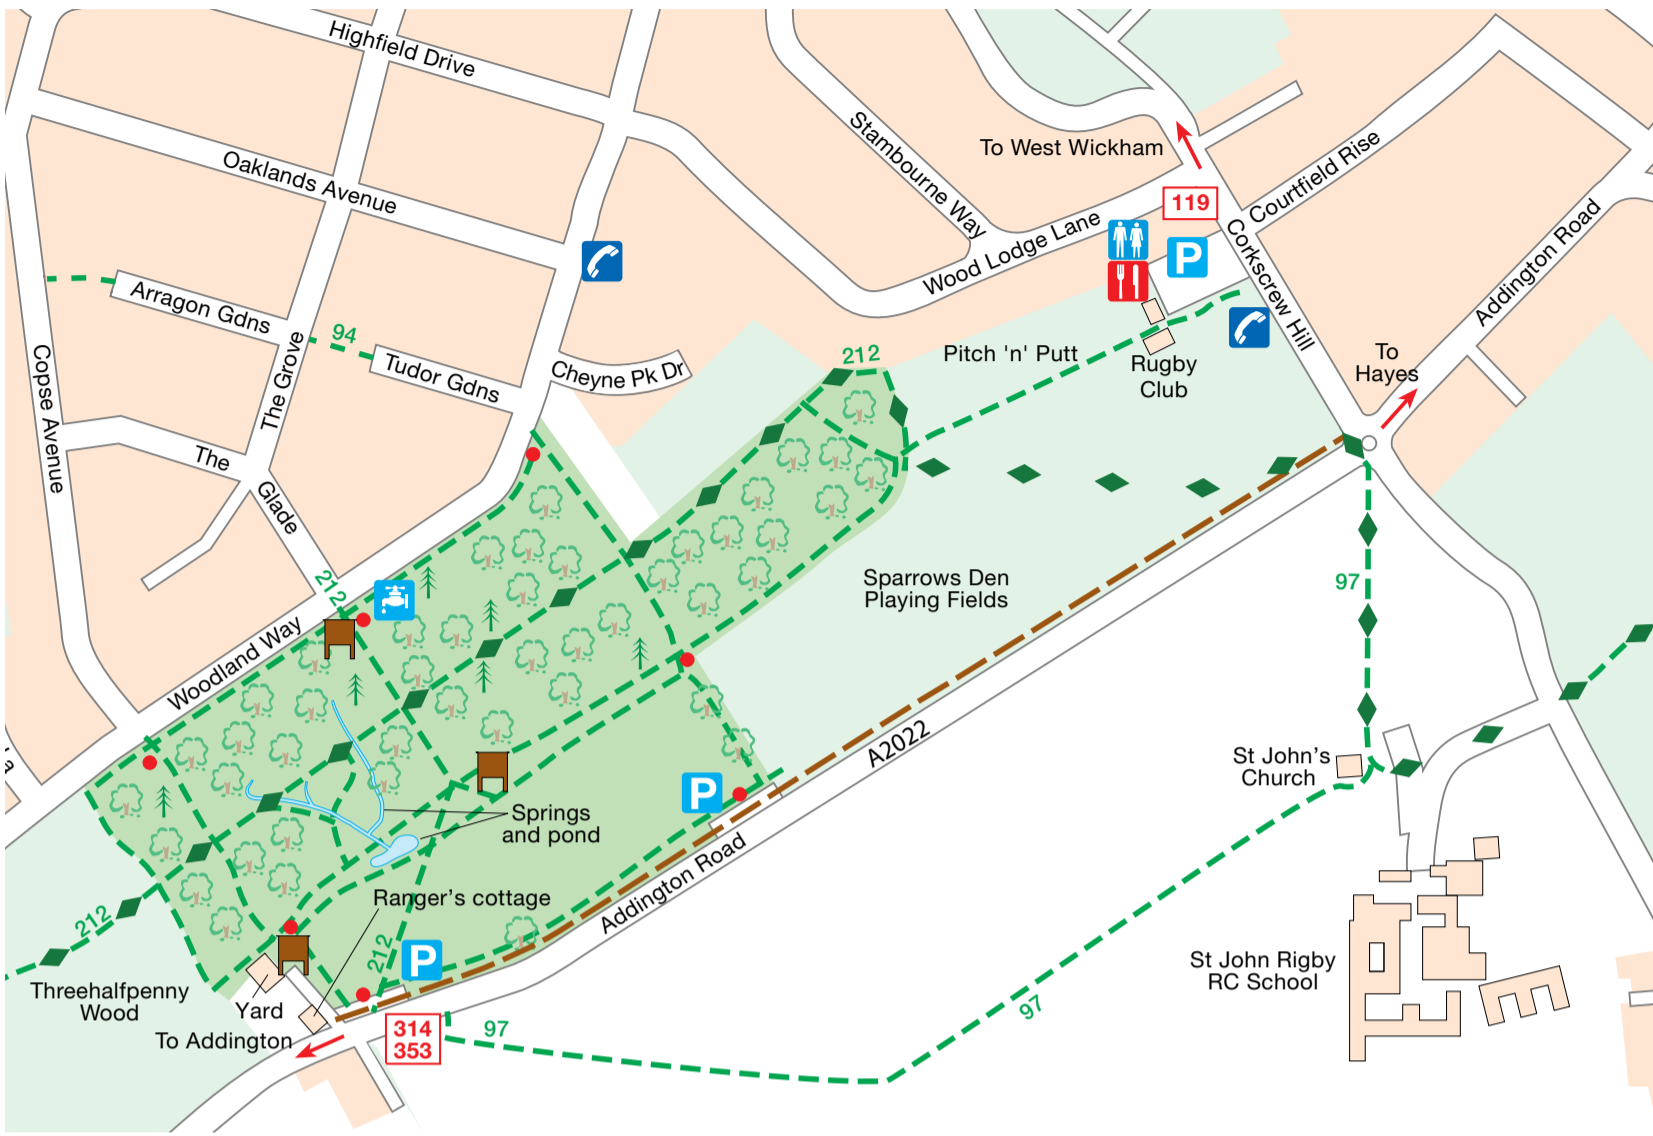 Highfield Drive
Oaklands Avenue
Stambourne Way
To West Wickham
119
Courtfield Rise
Wood Lodge Lane
P
Corkscrew Hill
Addington Road
Arragon Gdns
94
Tudor Gdns
The Grove
Copse Avenue
Cheyne Pk Dr
212
Pitch 'n' Putt
Rugby
Club
To
Hayes
The
Glade
212
Woodland Way
Sparrows Den
Playing Fields
97
A2022
St John's
Church
P
Springs
and pond
Addington Road
Ranger's cottage
212
212
P
Threehalfpenny
Wood
Yard
To Addington
314
353
97
97
St John Rigby
RC School